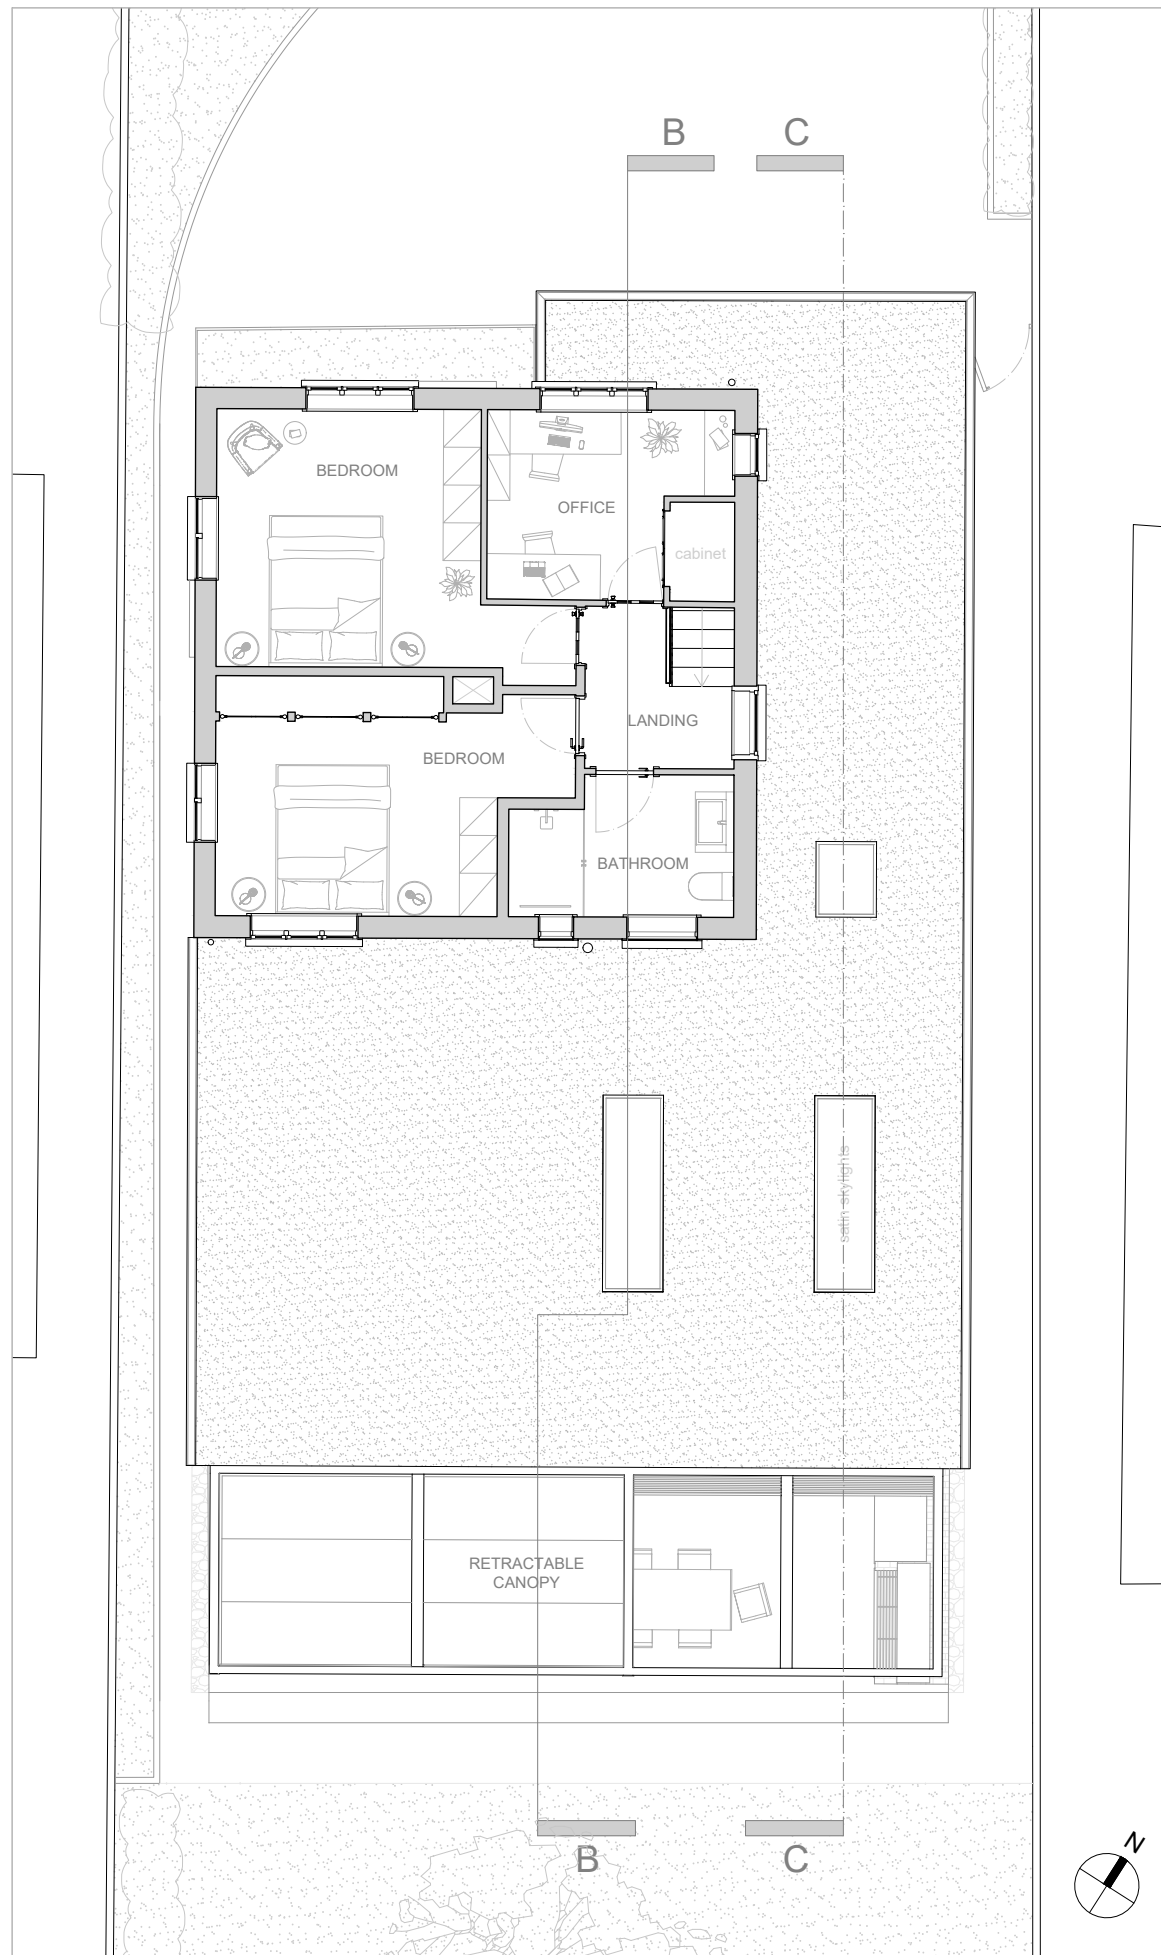 B
C
BEDROOM
OFFICE
cabinet
LANDING
BEDROOM
BATHROOM
satin skylights
RETRACTABLE
CANOPY
B
C
N